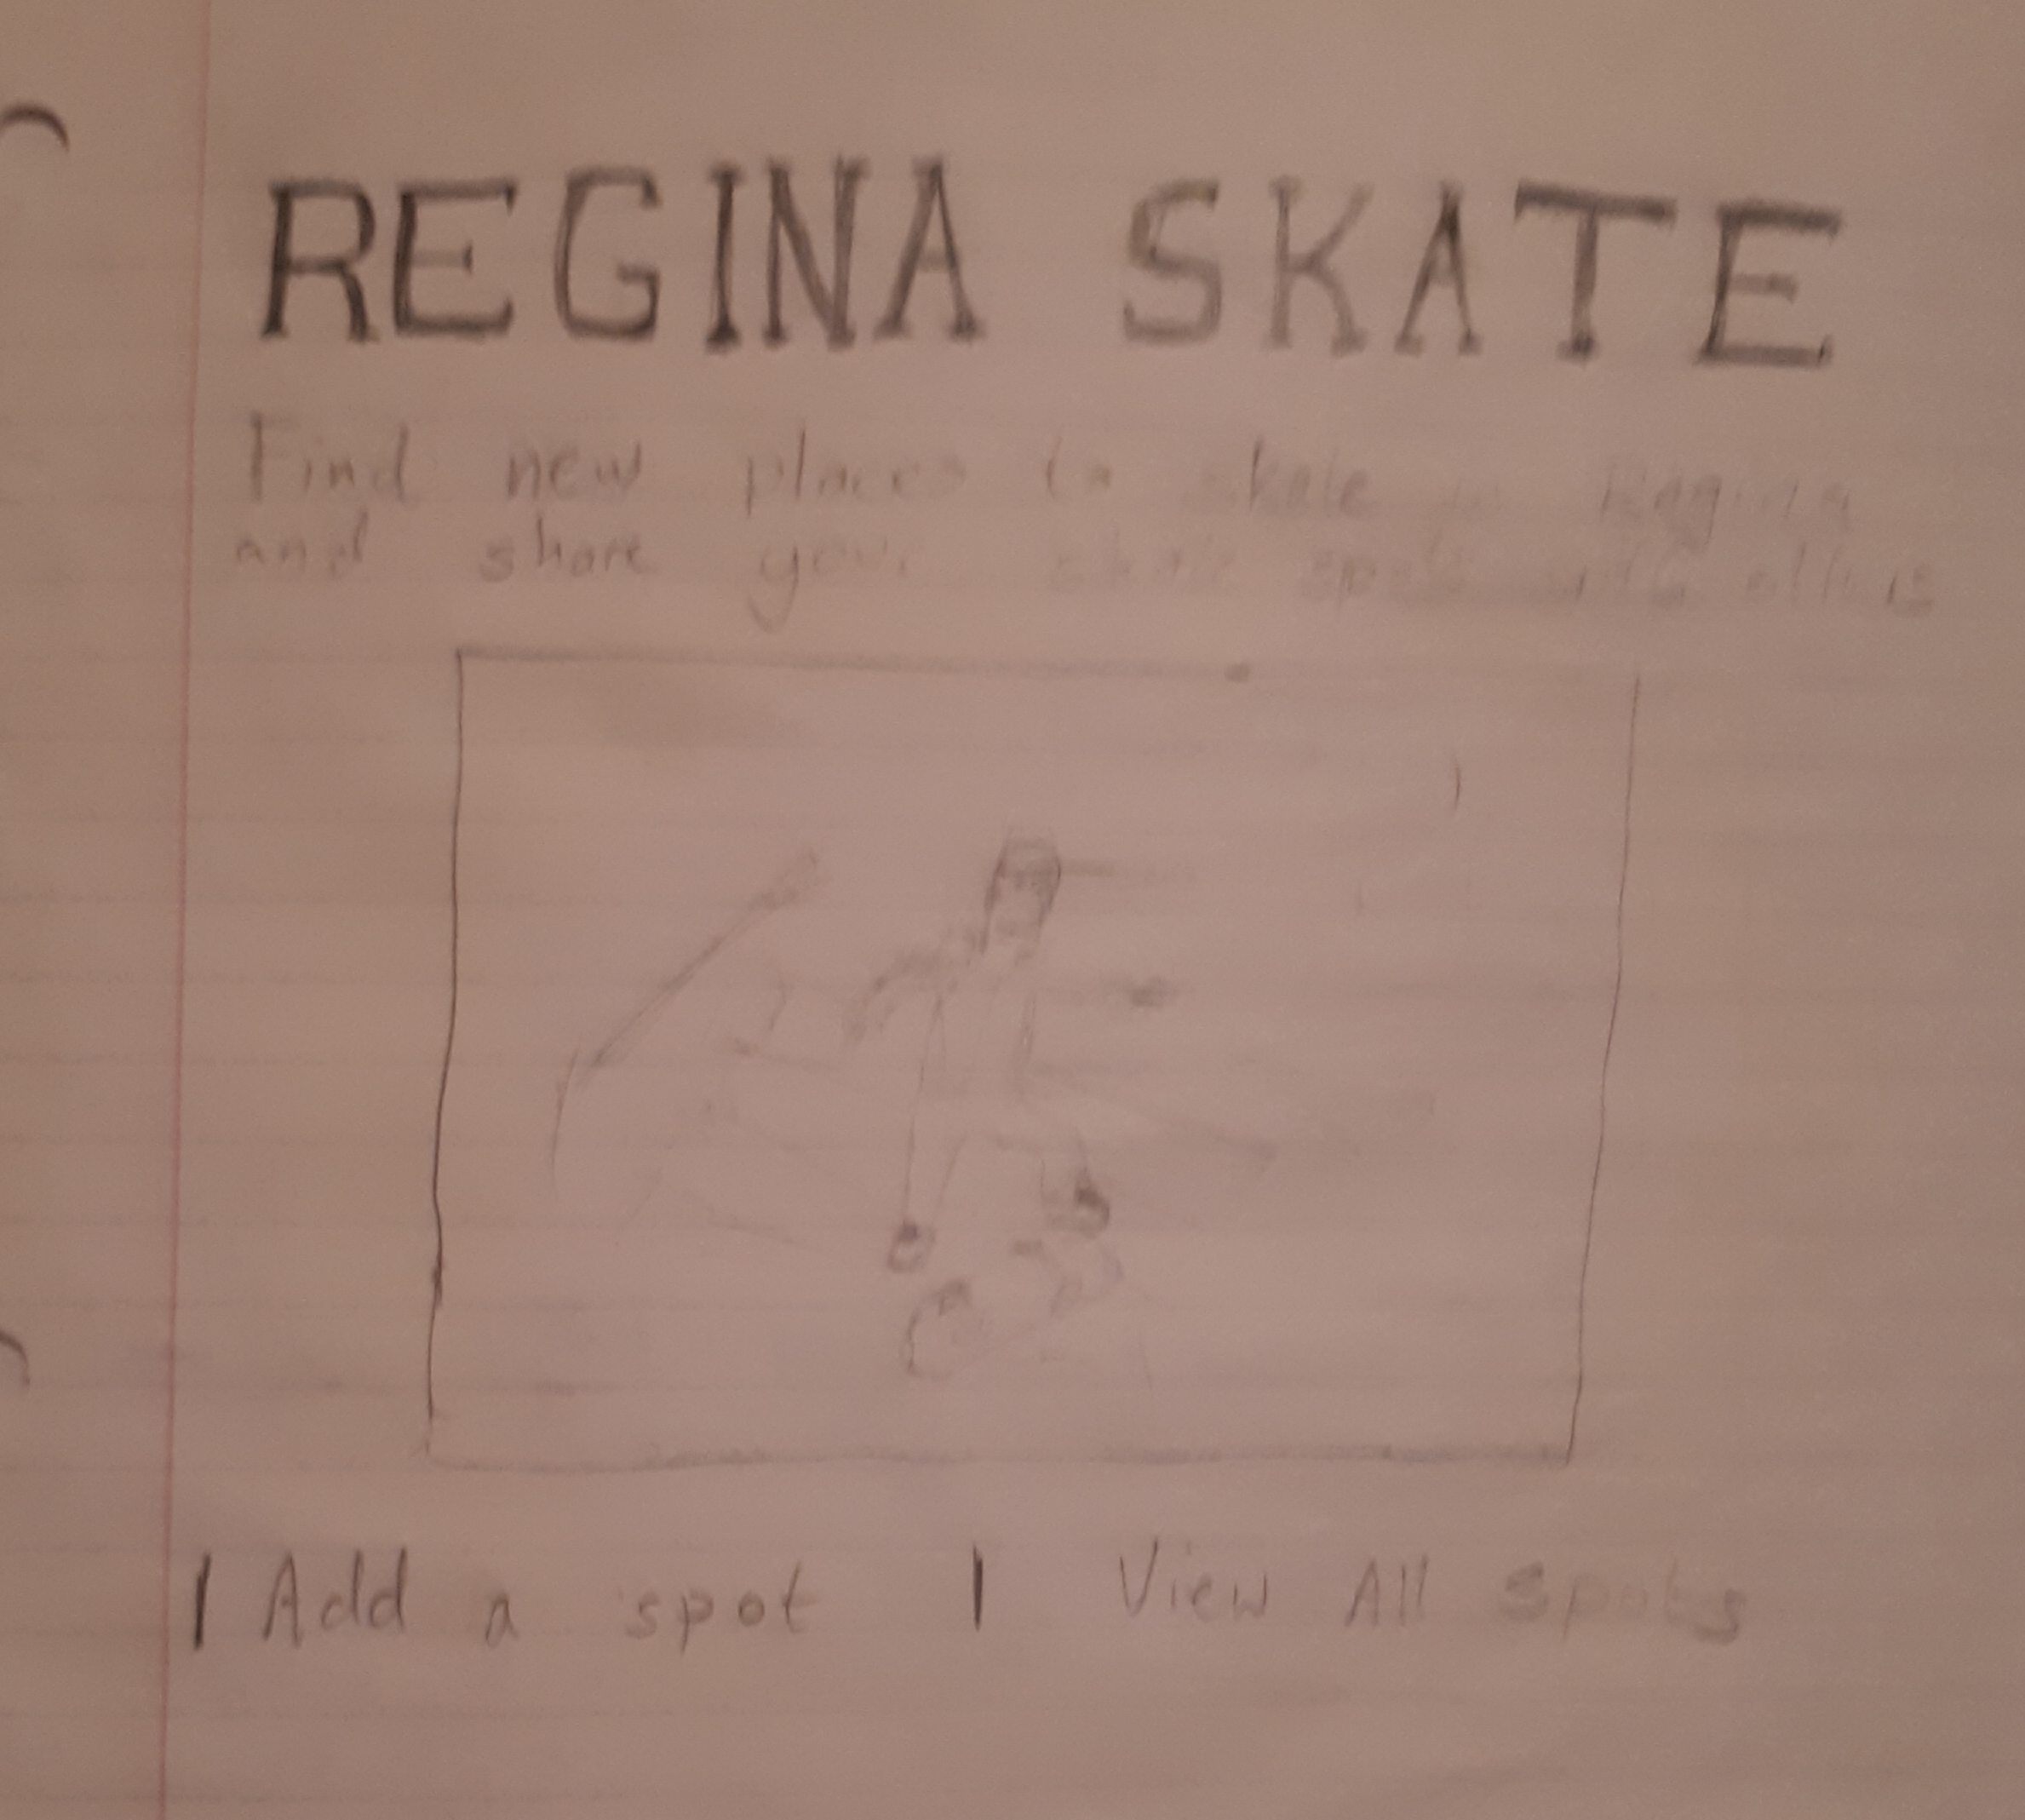 REGINA SKATE
Find new places to skate in Regina
and share your skate spots with others
| Add a spot | View All spots